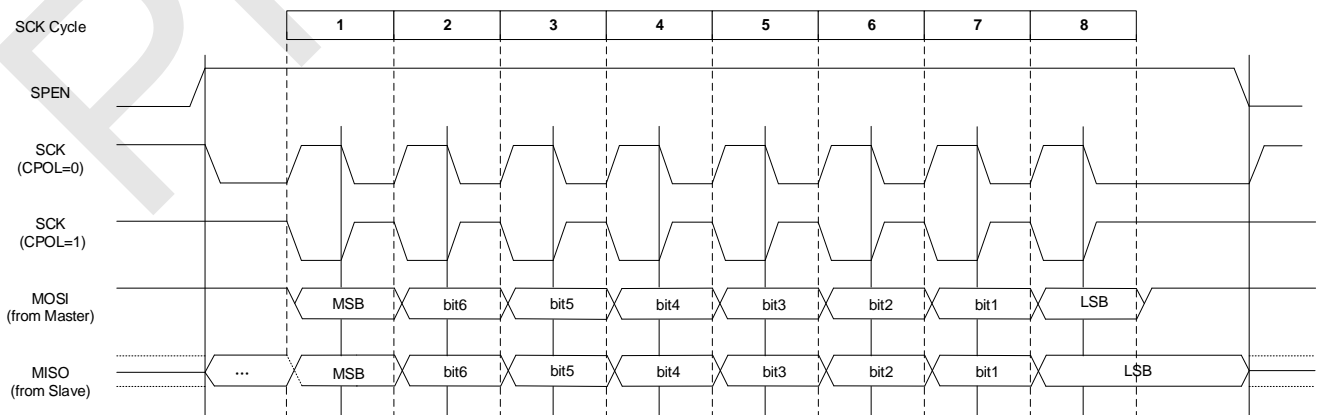 SCK Cycle 1 2 3 4 5 6 7 8
SPEN
SCK
(CPOL=0)
SCK
(CPOL=1)
MOSI
(from Master)
MSB bit6 bit5 bit4 bit3 bit2 bit1 LSB
MISO
(from Slave)
... MSB bit6 bit5 bit4 bit3 bit2 bit1 LSB